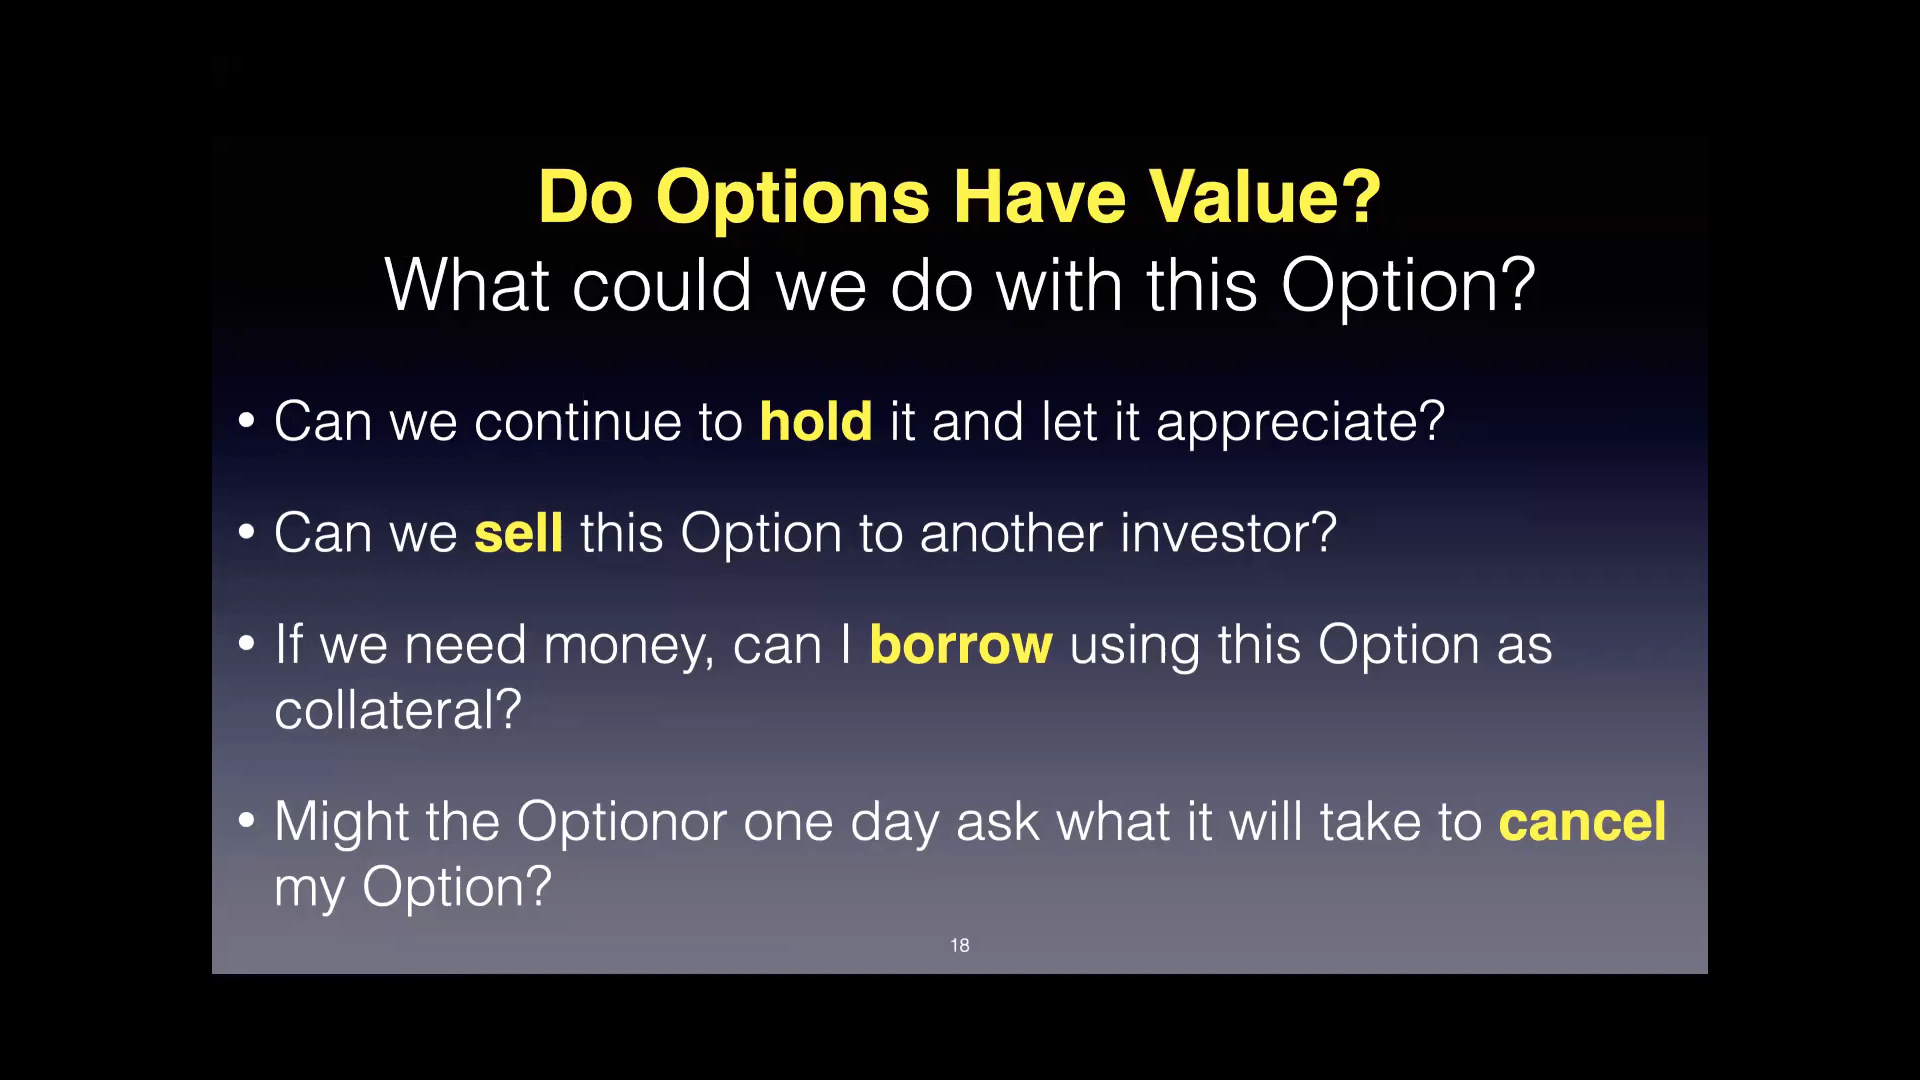 Do Options Have Value?
What could we do with this Option?
• Can we continue to hold it and let it appreciate?
• Can we sell this Option to another investor?
• If we need money, can I borrow using this Option as
collateral?
• Might the Optionor one day ask what it will take to cancel
my Option?
18